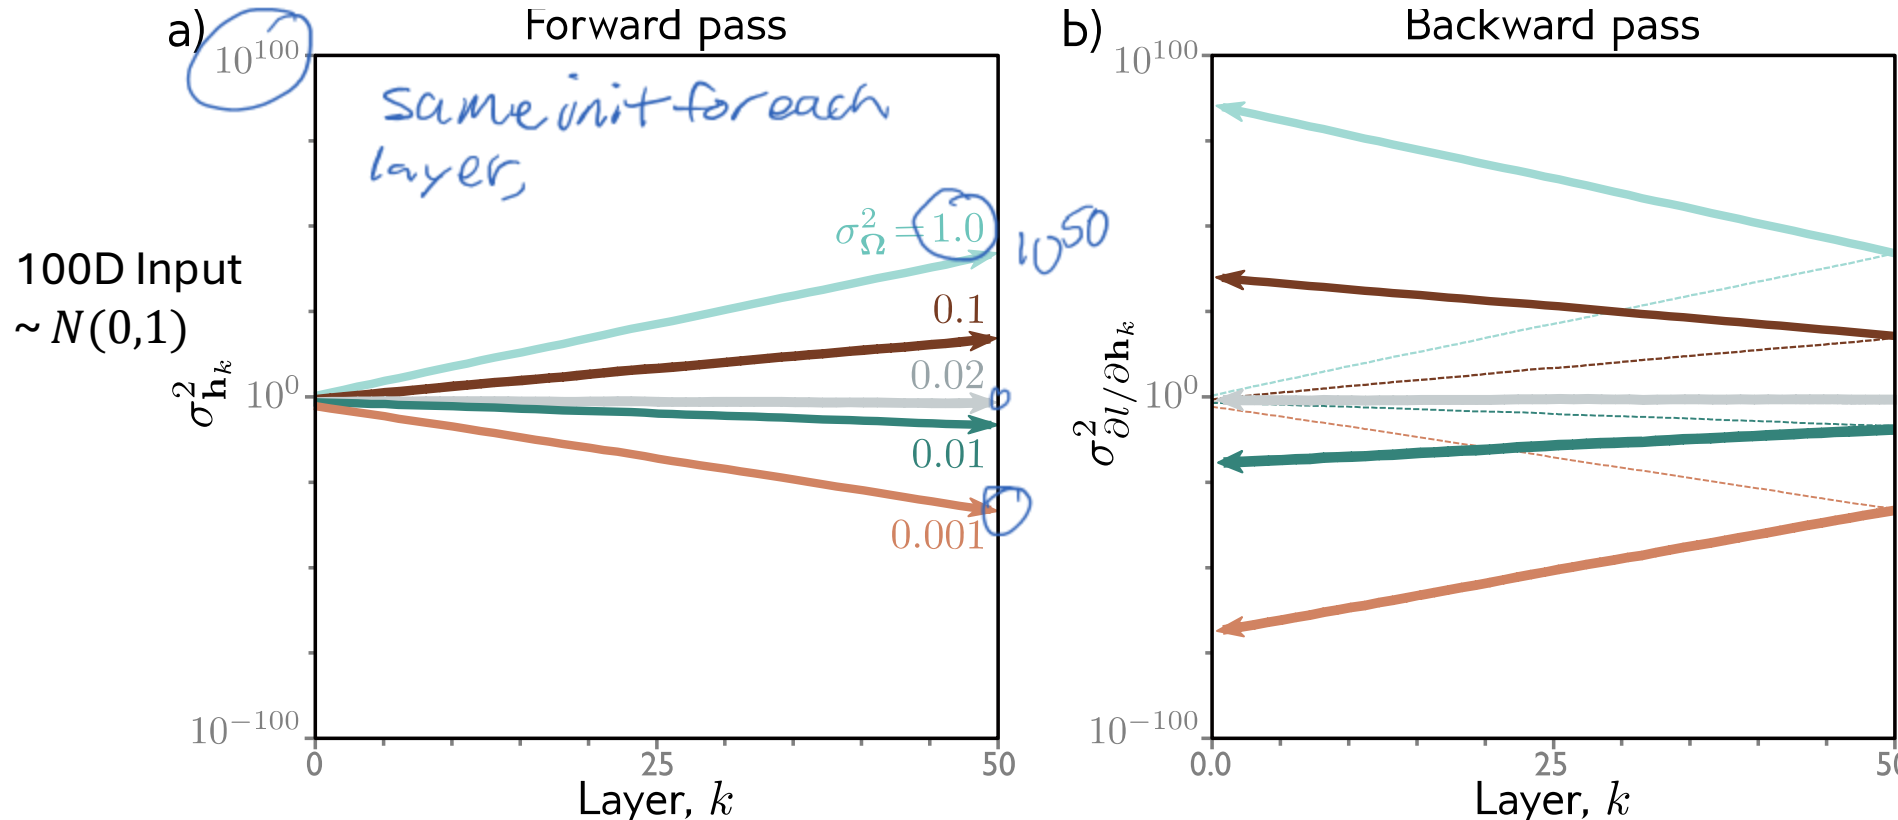 a)
Forward pass
10^100
same init for each
layer,
σ²_Ω = 1.0
10^50
0.1
0.02
0
0.01
0.001
100D Input
~ N(0,1)
σ²_h_k
10^0
10^-100
0
25
50
Layer, k
b)
Backward pass
10^100
σ²_∂l/∂h_k
10^0
10^-100
0.0
25
50
Layer, k